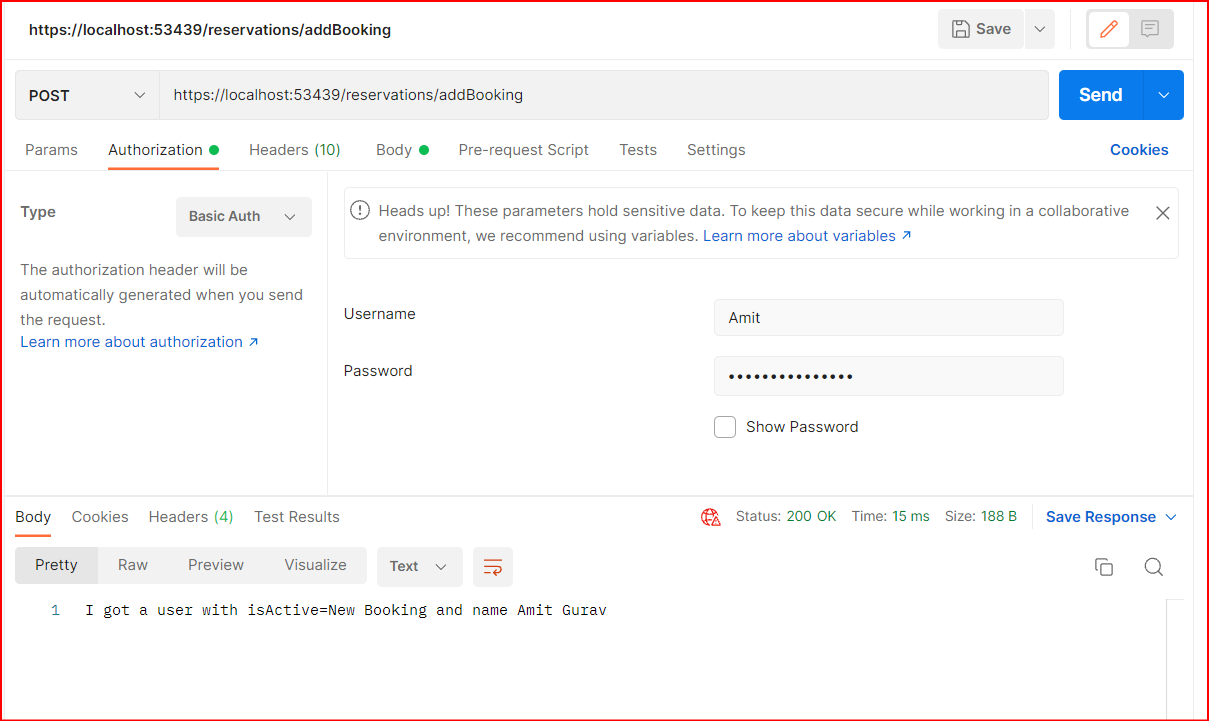 https://localhost:53439/reservations/addBooking
Save
POST
https://localhost:53439/reservations/addBooking
Send
Params Authorization Headers (10) Body Pre-request Script Tests Settings Cookies
Type
Basic Auth
The authorization header will be
automatically generated when you send
the request.
Learn more about authorization ↗
Heads up! These parameters hold sensitive data. To keep this data secure while working in a collaborative
environment, we recommend using variables. Learn more about variables ↗
Username
Amit
Password
•••••••••••••••
Show Password
Body Cookies Headers (4) Test Results Status: 200 OK Time: 15 ms Size: 188 B Save Response
Pretty Raw Preview Visualize Text
1 I got a user with isActive=New Booking and name Amit Gurav